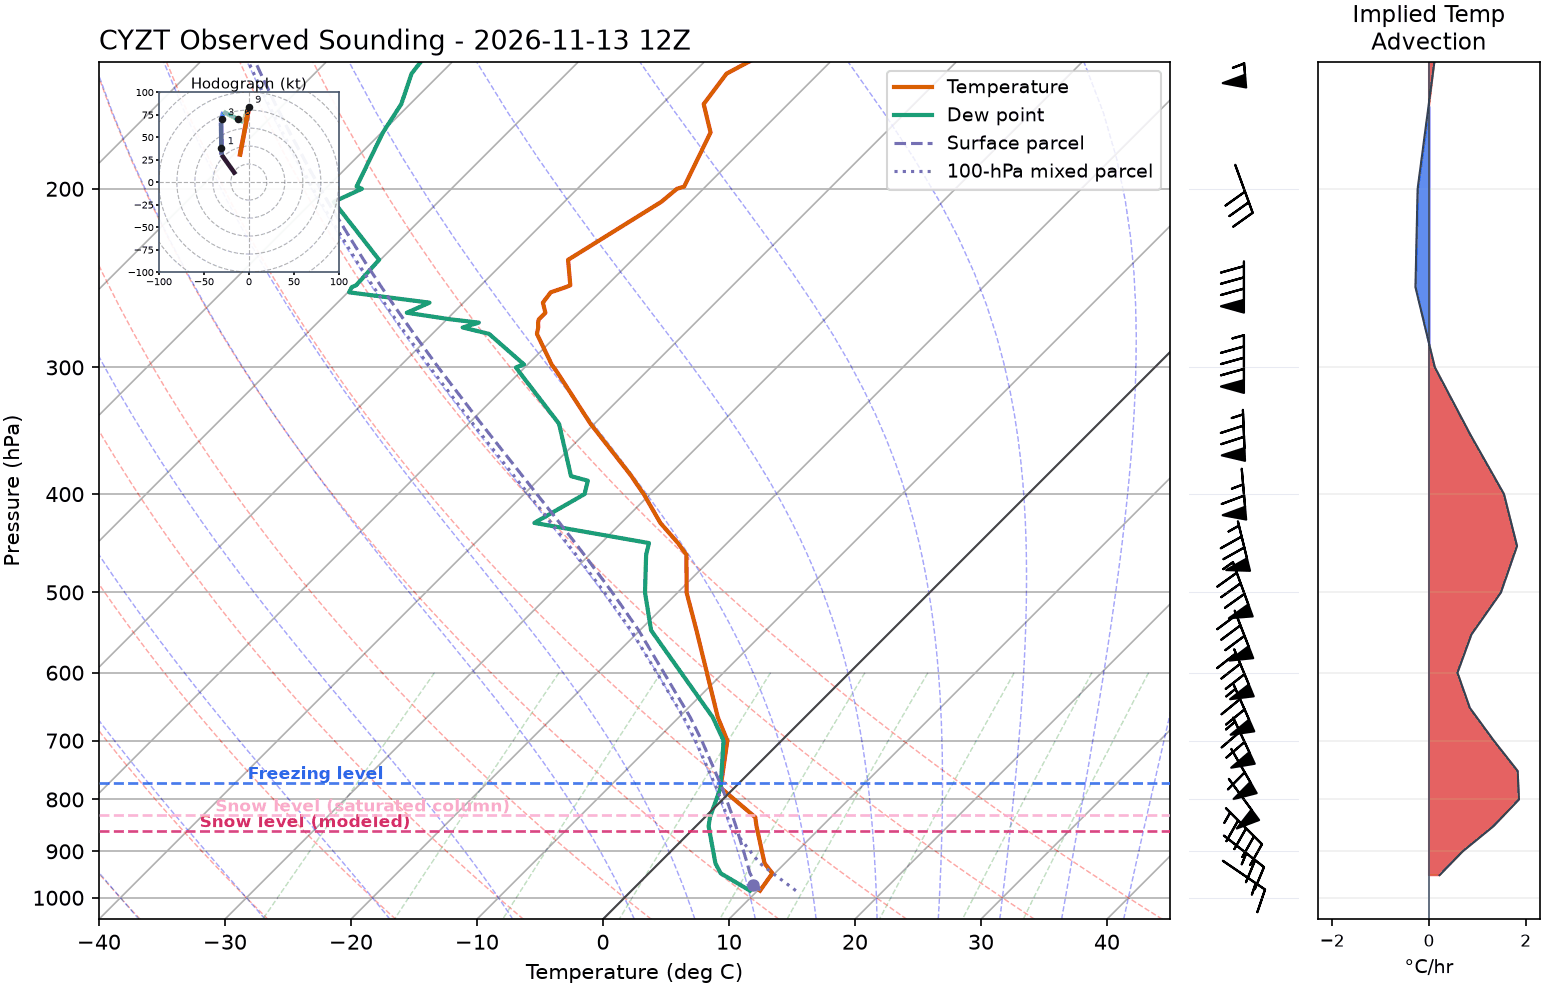 CYZT Observed Sounding - 2026-11-13 12Z
Implied Temp
Advection
Hodograph (kt)
100
75
50
25
0
−25
−50
−75
−100
−100
−50
0
50
100
1
3
9
Temperature
Dew point
Surface parcel
100-hPa mixed parcel
Pressure (hPa)
200
300
400
500
600
700
800
900
1000
Freezing level
Snow level (saturated column)
Snow level (modeled)
−40
−30
−20
−10
0
10
20
30
40
Temperature (deg C)
−2
0
2
°C/hr